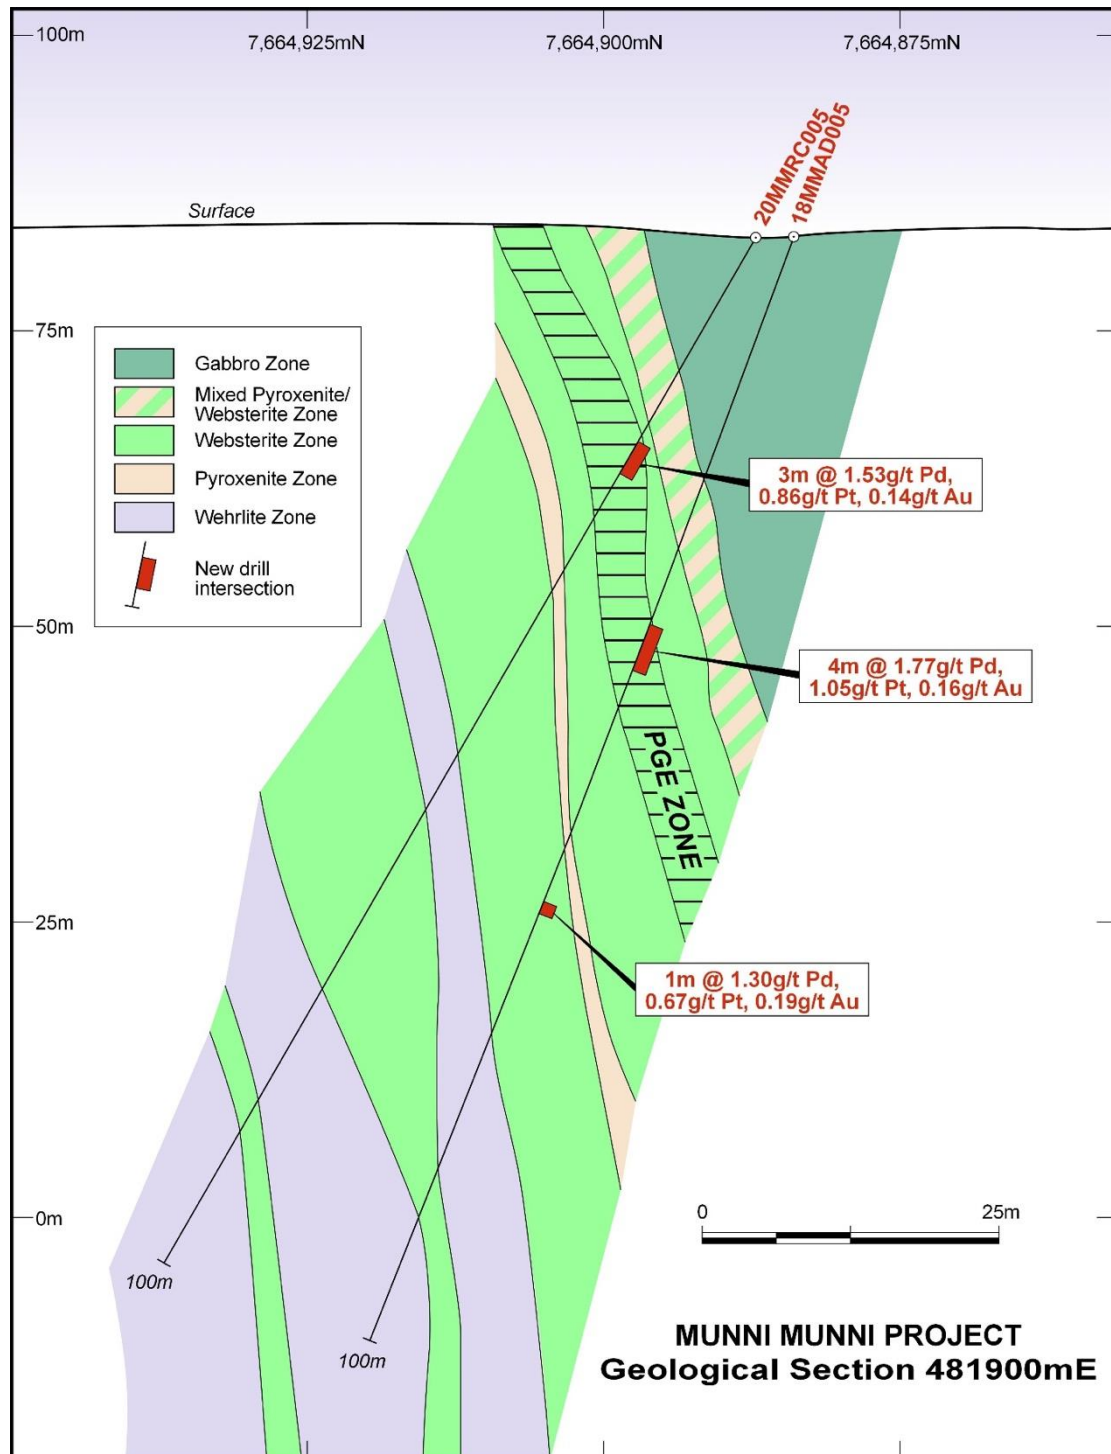 100m
7,664,925mN
7,664,900mN
7,664,875mN
20MMRC005
18MMAD005
Surface
75m
Gabbro Zone
Mixed Pyroxenite/
Websterite Zone
Websterite Zone
Pyroxenite Zone
Wehrlite Zone
New drill
intersection
3m @ 1.53g/t Pd,
0.86g/t Pt, 0.14g/t Au
50m
4m @ 1.77g/t Pd,
1.05g/t Pt, 0.16g/t Au
PGE ZONE
25m
1m @ 1.30g/t Pd,
0.67g/t Pt, 0.19g/t Au
0m
0
25m
100m
100m
MUNNI MUNNI PROJECT
Geological Section 481900mE